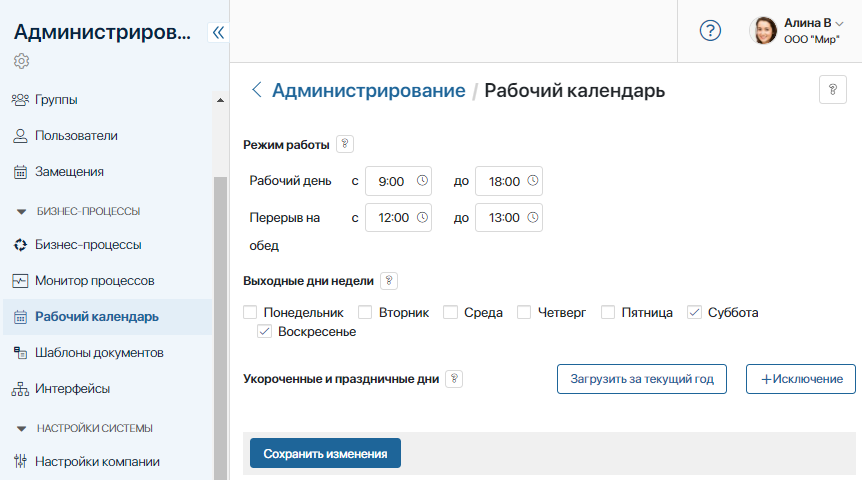 Администриров...
Группы
Пользователи
Замещения
БИЗНЕС-ПРОЦЕССЫ
Бизнес-процессы
Монитор процессов
Рабочий календарь
Шаблоны документов
Интерфейсы
НАСТРОЙКИ СИСТЕМЫ
Настройки компании
? Алина В
ООО "Мир"
Администрирование / Рабочий календарь ?
Режим работы ?
Рабочий день с 9:00 до 18:00
Перерыв на с 12:00 до 13:00
обед
Выходные дни недели ?
Понедельник Вторник Среда Четверг Пятница Суббота
Воскресенье
Укороченные и праздничные дни ? Загрузить за текущий год +Исключение
Сохранить изменения